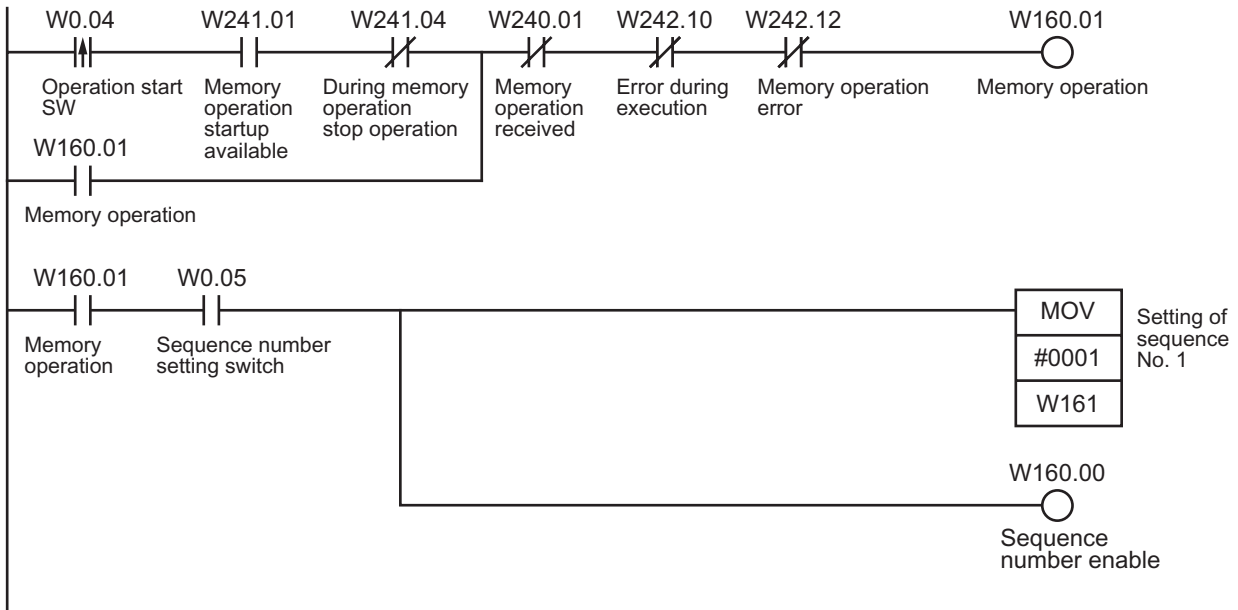 W0.04 W241.01 W241.04 W240.01 W242.10 W242.12 W160.01
Operation start Memory During memory Memory Error during Memory operation Memory operation
SW operation operation operation execution error
startup stop operation received
available
W160.01
Memory operation
W160.01 W0.05
Memory Sequence number
operation setting switch
MOV Setting of
sequence
#0001 No. 1
W161
W160.00
Sequence
number enable